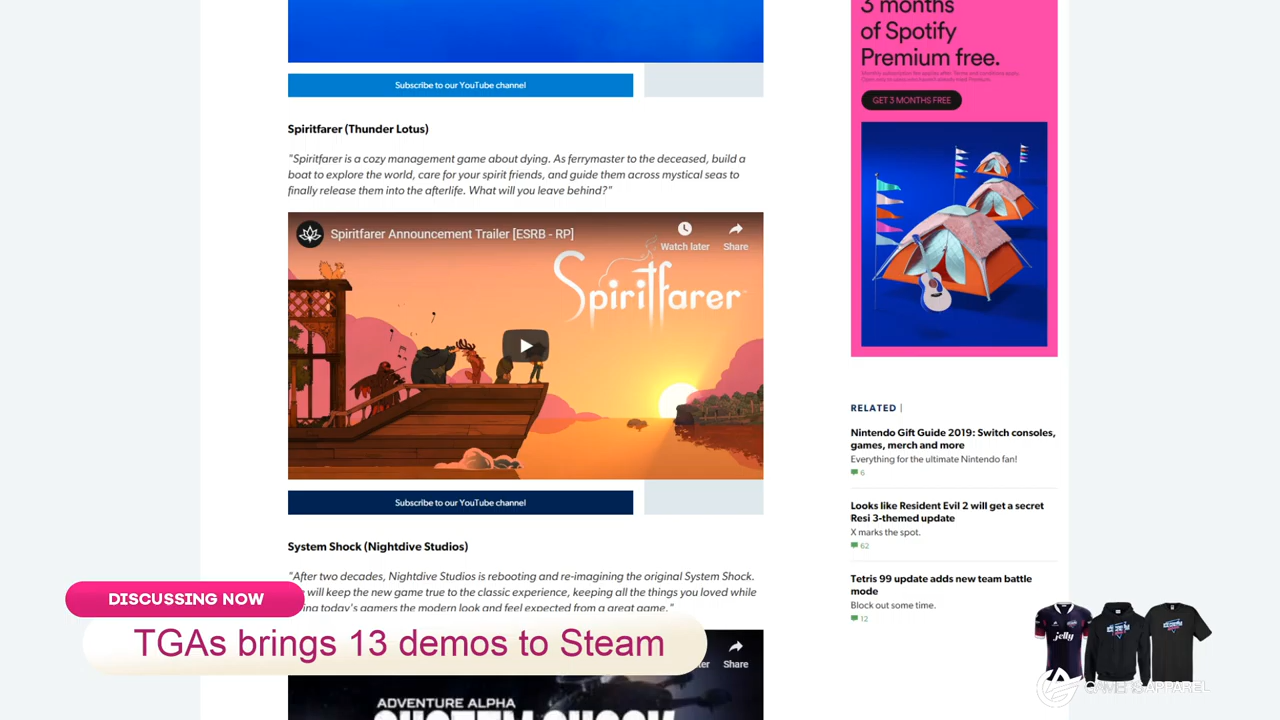 3 months
of Spotify
Premium free.
GET 3 MONTHS FREE
Subscribe to our YouTube channel
Spiritfarer (Thunder Lotus)
"Spiritfarer is a cozy management game about dying. As ferrymaster to the deceased, build a
boat to explore the world, care for your spirit friends, and guide them across mystical seas to
finally release them into the afterlife. What will you leave behind?"
Spiritfarer Announcement Trailer [ESRB - RP]
Watch later
Share
Spiritfarer
Subscribe to our YouTube channel
System Shock (Nightdive Studios)
"After two decades, Nightdive Studios is rebooting and re-imagining the original System Shock.
will keep the new game true to the classic experience, keeping all the things you loved while
today's gamers the modern look and feel expected from a great game."
Share
ADVENTURE ALPHA
SYSTEM SHOCK
RELATED
Nintendo Gift Guide 2019: Switch consoles,
games, merch and more
Everything for the ultimate Nintendo fan!
6
Looks like Resident Evil 2 will get a secret
Resi 3-themed update
X marks the spot.
62
Tetris 99 update adds new team battle
mode
Block out some time.
12
DISCUSSING NOW
TGAs brings 13 demos to Steam
jelly
APPAREL